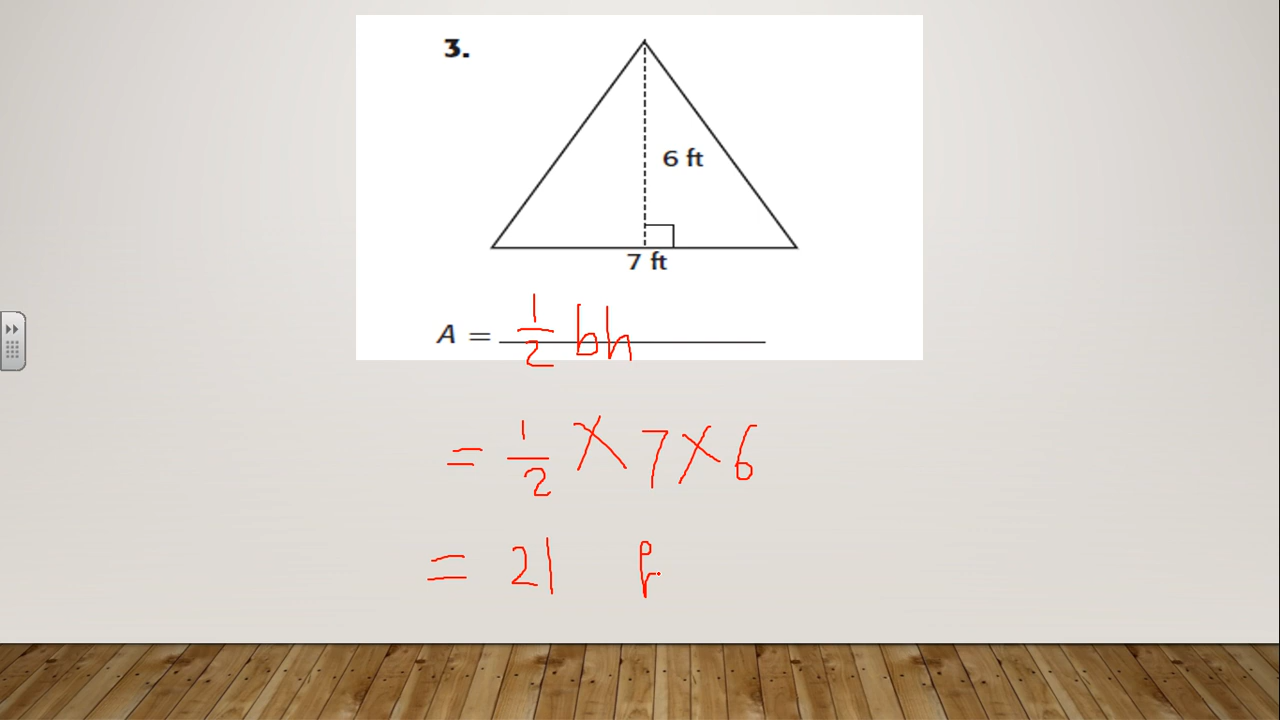 3.
6 ft
7 ft
A = 1/2 bh
= 1/2 × 7 × 6
= 21